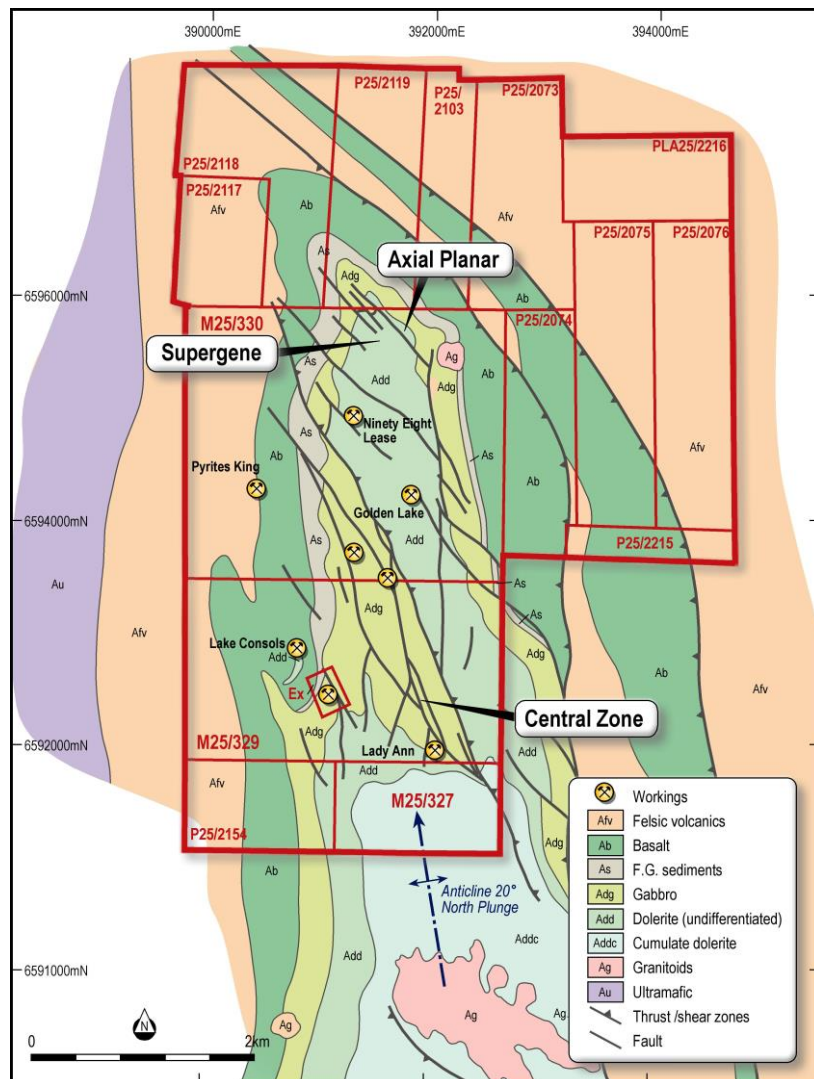 390000mE
392000mE
394000mE
P25/2119
P25/
2103
P25/2073
PLA25/2216
P25/2118
P25/2117
Afv
Ab
Afv
P25/2075
P25/2076
As
Axial Planar
Adg
6596000mN
Ab
M25/330
P25/2074
Supergene
As
Ag
Ab
Add
Adg
Ninety Eight
Lease
As
Afv
Ab
As
Pyrites King
Ab
Golden Lake
6594000mN
Add
As
P25/2215
Au
As
Adg
As
Lake Consols
Afv
Add
Adg
Ab
Ex
Afv
Central Zone
Adg
M25/329
Lady Ann
6592000mN
Add
Add
Afv
M25/327
P25/2154
Adg
Ab
Anticline 20°
North Plunge
Addc
Add
6591000mN
Ag
Ag
Ag
0
N
2km
Workings
Afv Felsic volcanics
Ab Basalt
As F.G. sediments
Adg Gabbro
Add Dolerite (undifferentiated)
Addc Cumulate dolerite
Ag Granitoids
Au Ultramafic
Thrust /shear zones
Fault